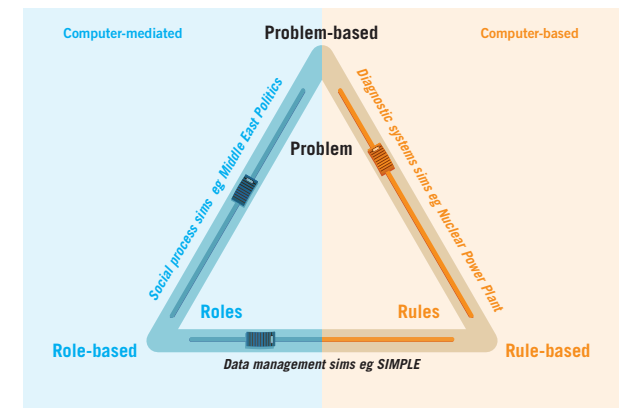 Computer-mediated
Problem-based
Computer-based
Social process sims eg Middle East Politics
Diagnostic systems sims eg Nuclear Power Plant
Problem
Roles
Rules
Role-based
Rule-based
Data management sims eg SIMPLE